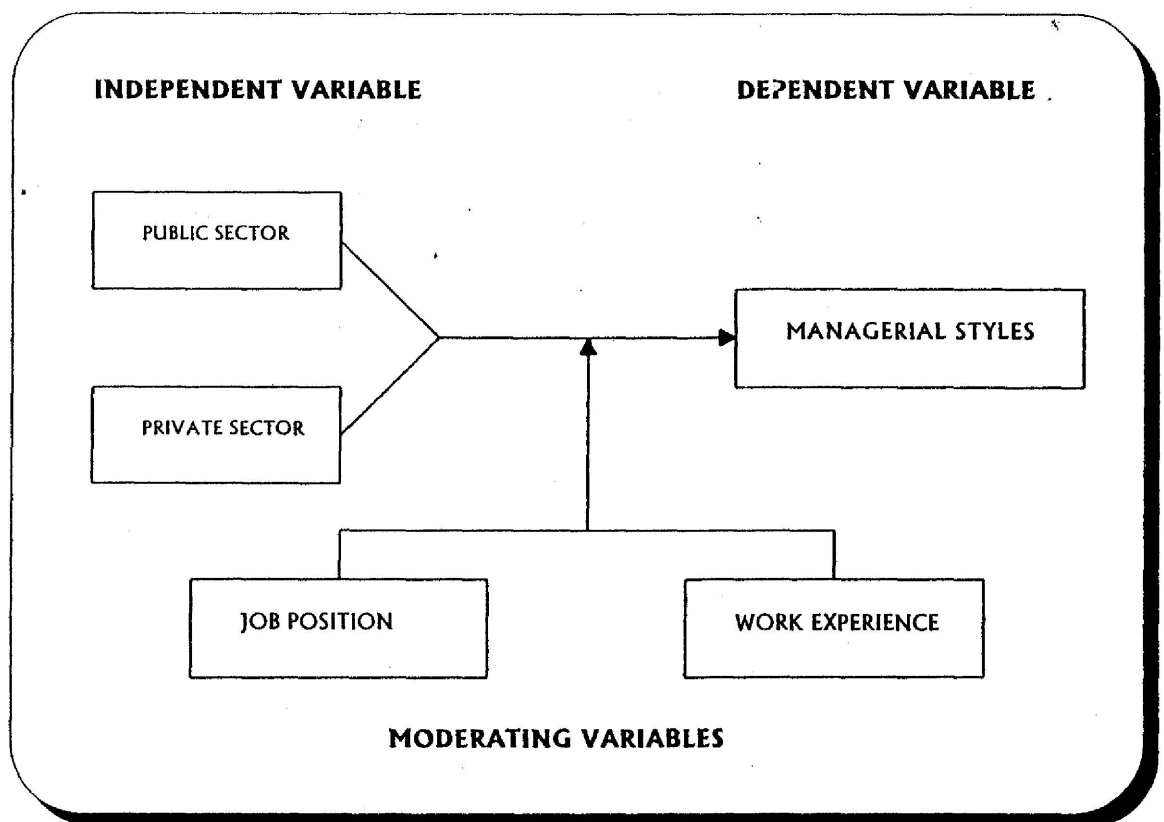 INDEPENDENT VARIABLE
DEPENDENT VARIABLE
PUBLIC SECTOR
MANAGERIAL STYLES
PRIVATE SECTOR
JOB POSITION
WORK EXPERIENCE
MODERATING VARIABLES